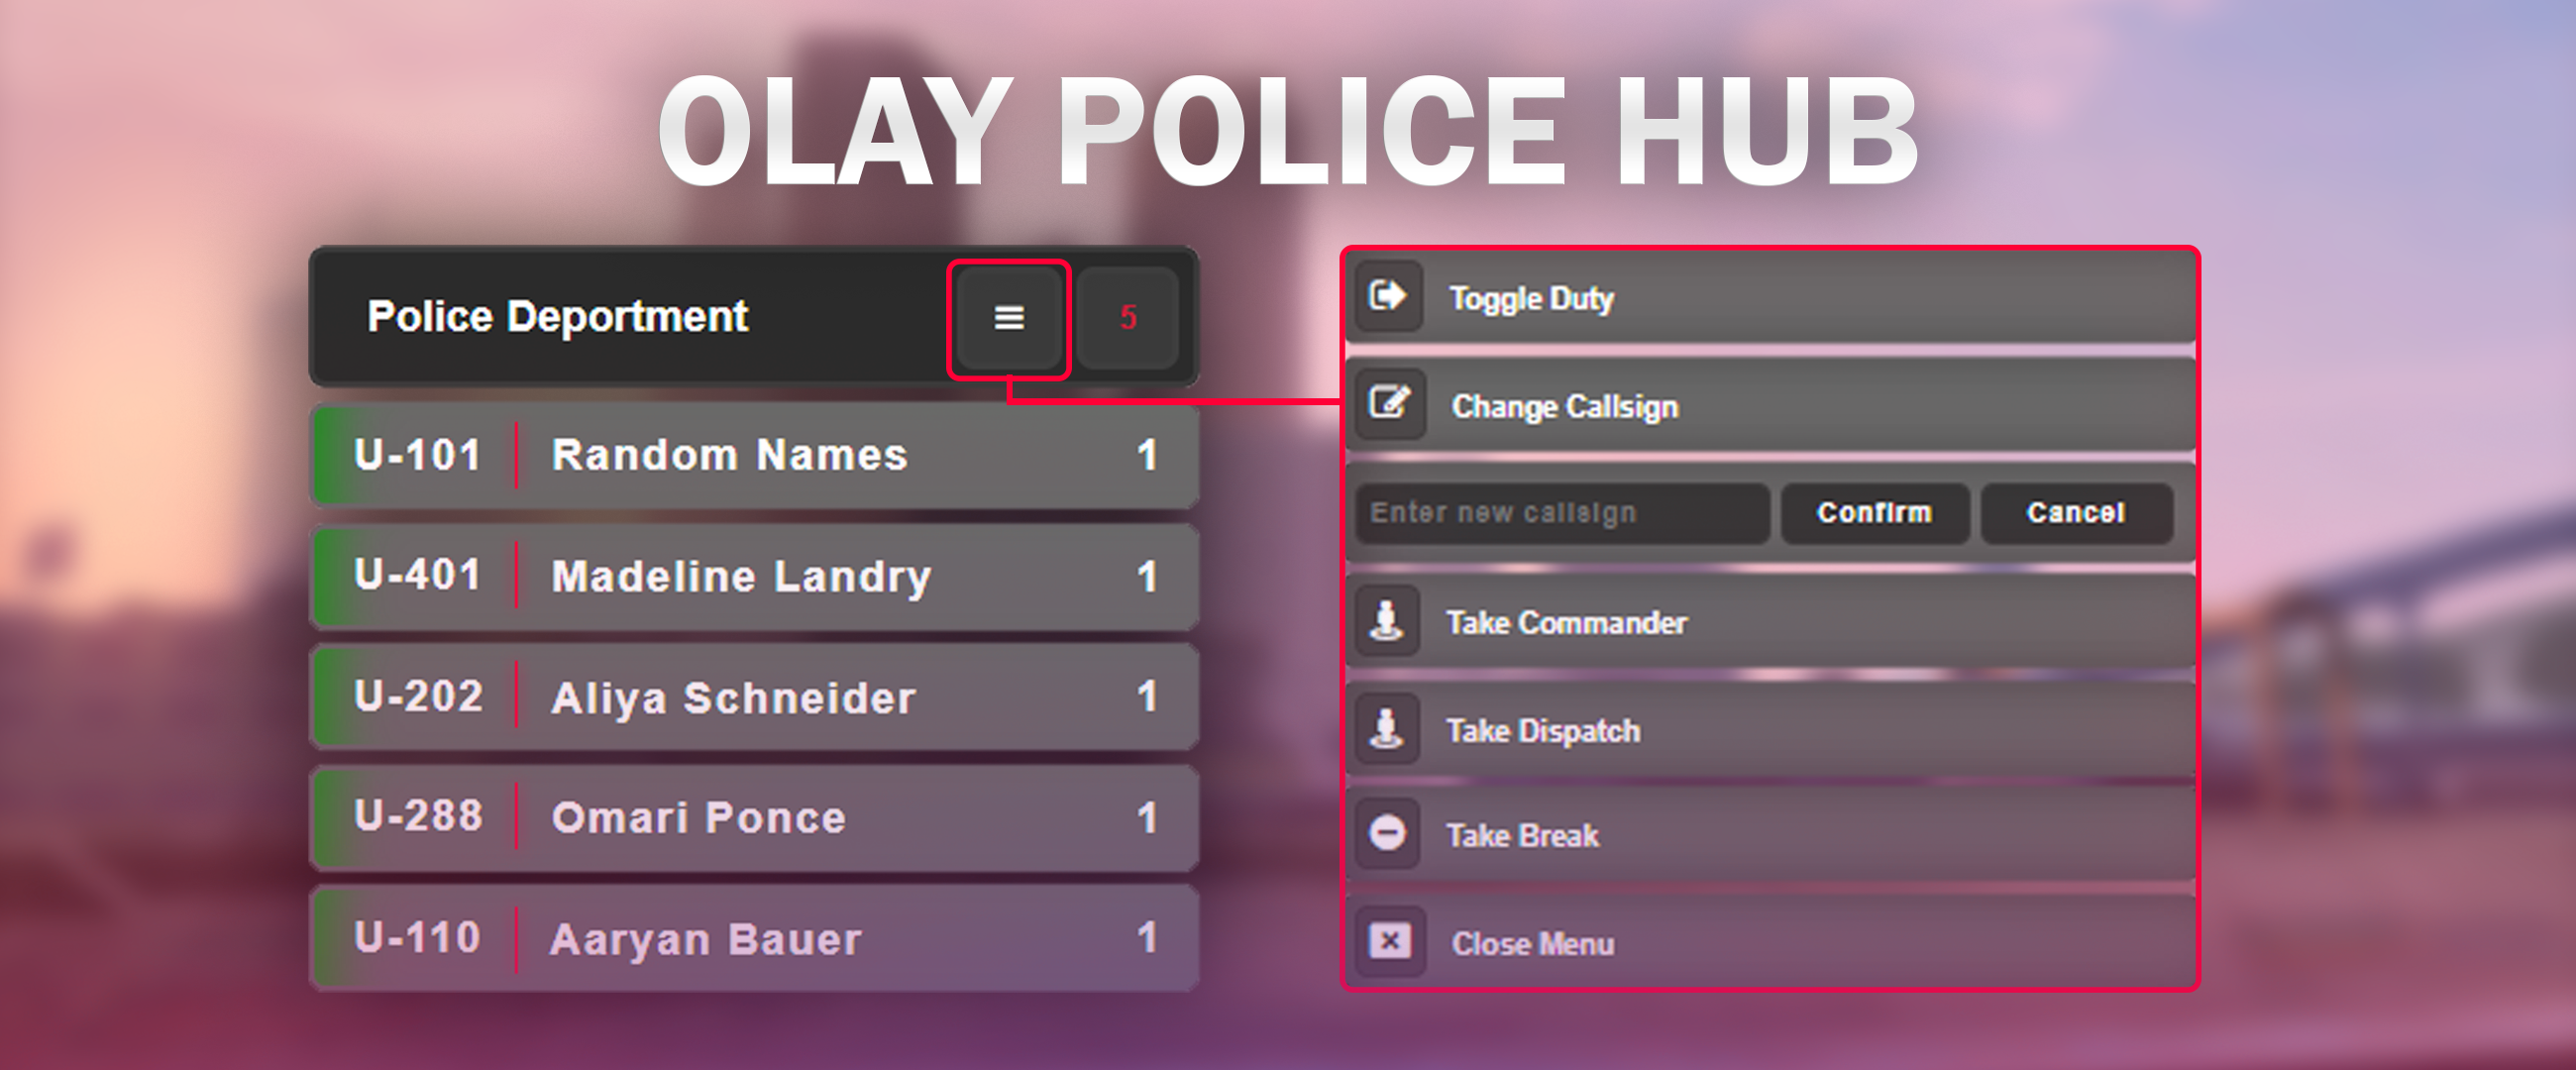 OLAY POLICE HUB
Police Deportment 5
U-101 Random Names 1
U-401 Madeline Landry 1
U-202 Aliya Schneider 1
U-288 Omari Ponce 1
U-110 Aaryan Bauer 1
Toggle Duty
Change Callsign
Enter new callsign Confirm Cancel
Take Commander
Take Dispatch
Take Break
Close Menu